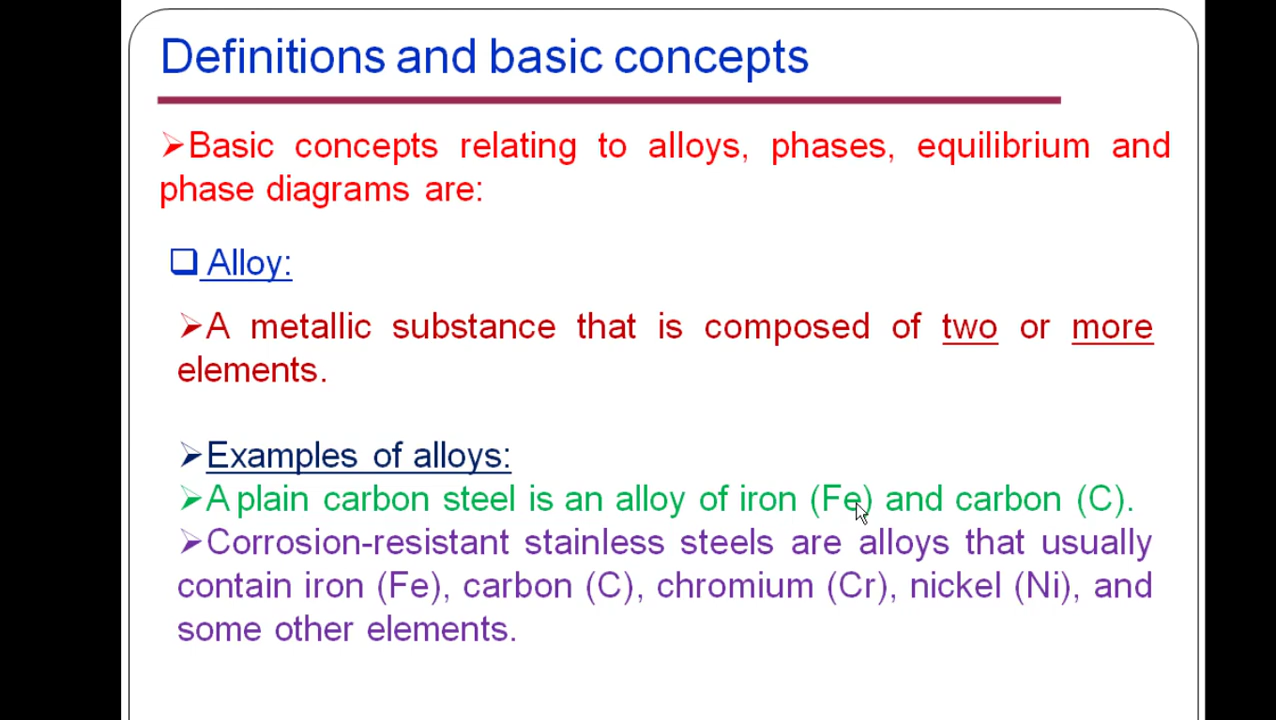 Definitions and basic concepts
➢Basic concepts relating to alloys, phases, equilibrium and
phase diagrams are:
❑ Alloy:
➢A metallic substance that is composed of two or more
elements.
➢Examples of alloys:
➢A plain carbon steel is an alloy of iron (Fe) and carbon (C).
➢Corrosion-resistant stainless steels are alloys that usually
contain iron (Fe), carbon (C), chromium (Cr), nickel (Ni), and
some other elements.